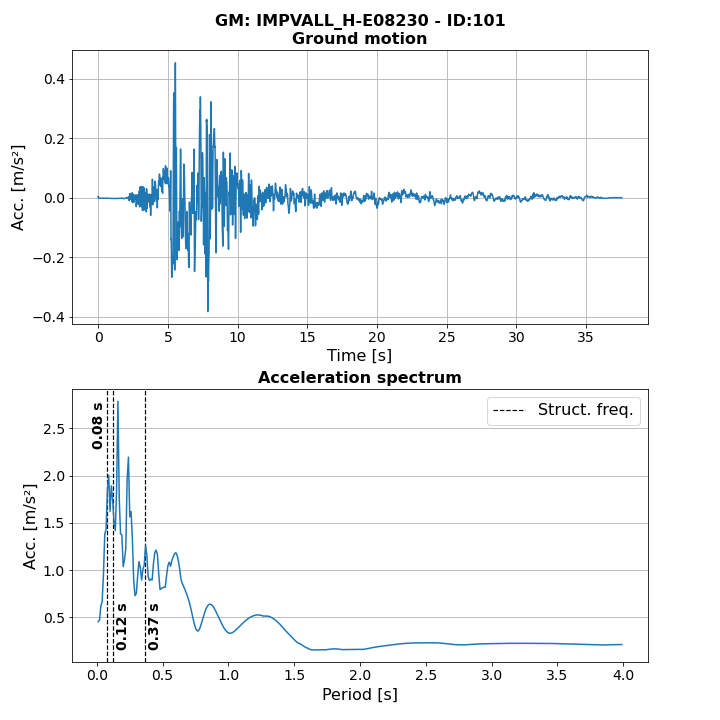 GM: IMPVALL_H-E08230 - ID:101
Ground motion
Acc. [m/s²]
0.4
0.2
0.0
−0.2
−0.4
0 5 10 15 20 25 30 35
Time [s]
Acceleration spectrum
Acc. [m/s²]
2.5
2.0
1.5
1.0
0.5
0.08 s
0.12 s
0.37 s
Struct. freq.
0.0 0.5 1.0 1.5 2.0 2.5 3.0 3.5 4.0
Period [s]